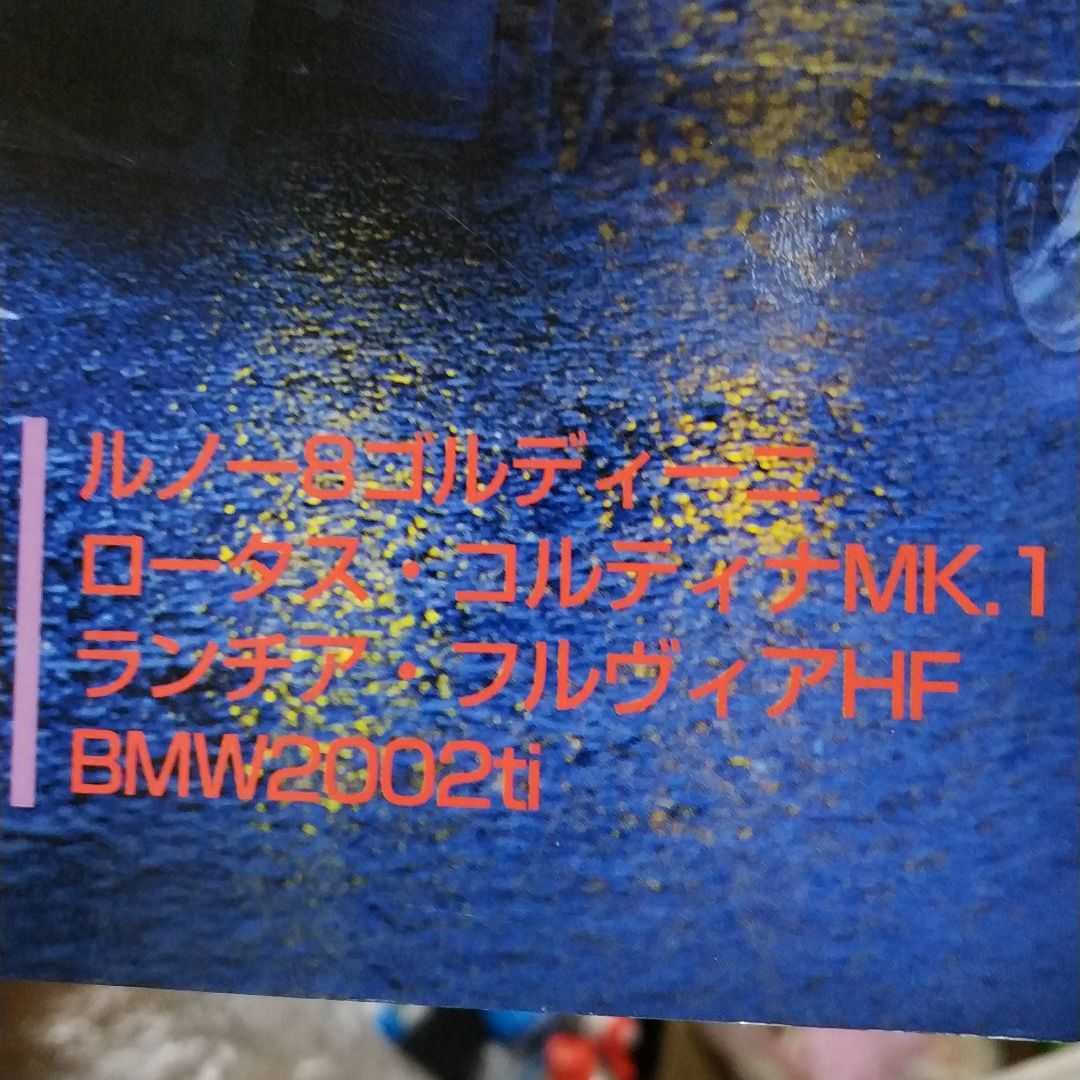 ルノー8ゴルディーニ
ロータス・コルティナMK.1
ランチア・フルヴィアHF
BMW2002ti